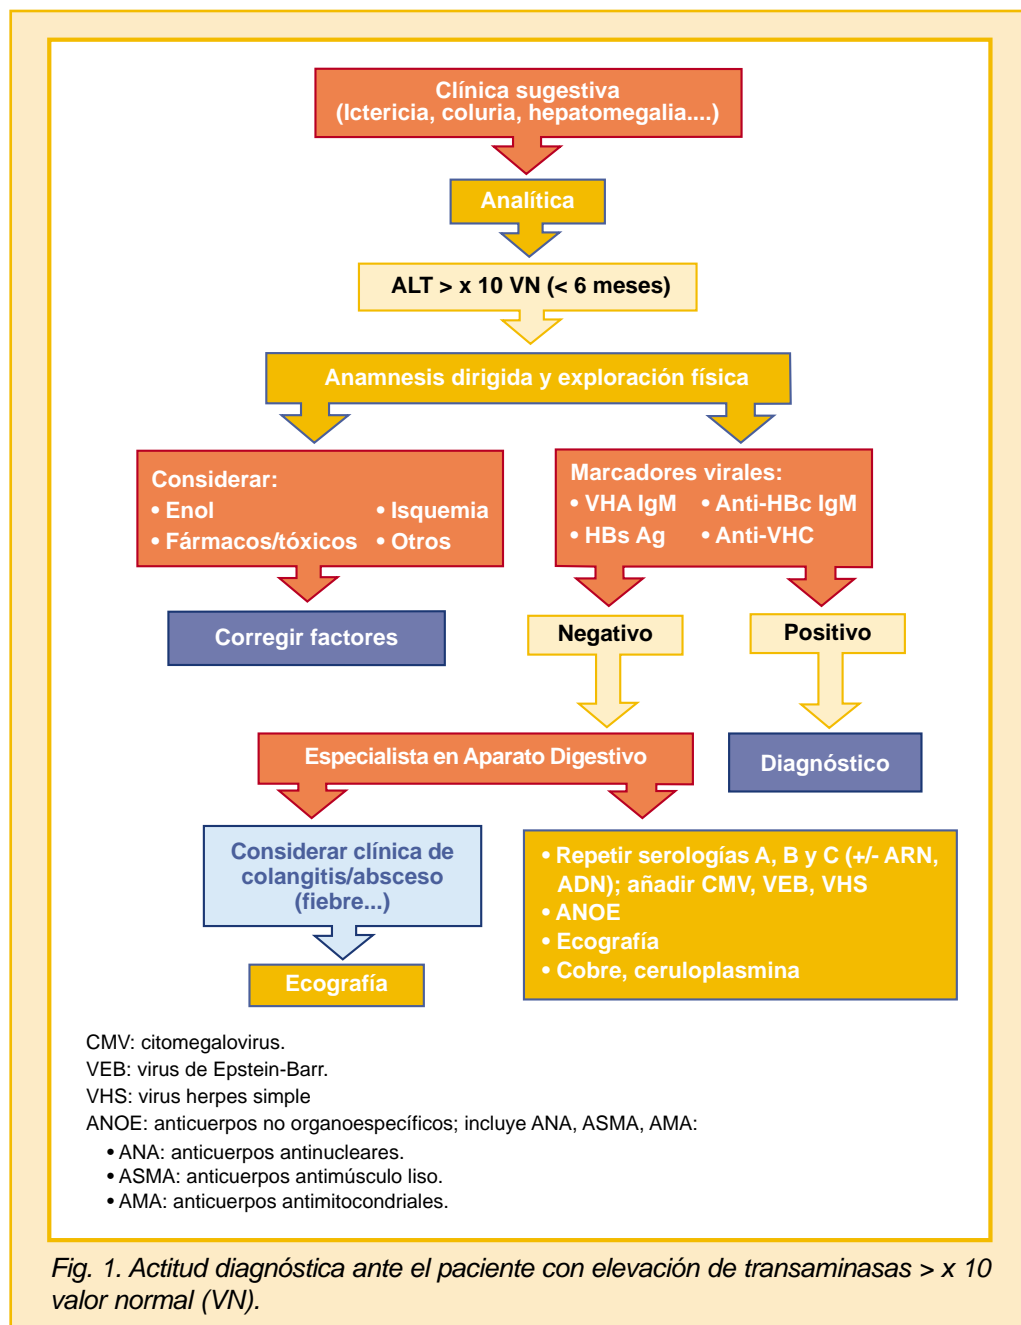 Clínica sugestiva
(Ictericia, coluria, hepatomegalia....)
Analítica
ALT > x 10 VN (< 6 meses)
Anamnesis dirigida y exploración física
Considerar:
• Enol
• Isquemia
• Fármacos/tóxicos
• Otros
Marcadores virales:
• VHA IgM
• Anti-HBc IgM
• HBs Ag
• Anti-VHC
Corregir factores
Negativo
Positivo
Especialista en Aparato Digestivo
Diagnóstico
Considerar clínica de
colangitis/absceso
(fiebre...)
Ecografía
• Repetir serologías A, B y C (+/- ARN,
ADN); añadir CMV, VEB, VHS
• ANOE
• Ecografía
• Cobre, ceruloplasmina
CMV: citomegalovirus.
VEB: virus de Epstein-Barr.
VHS: virus herpes simple
ANOE: anticuerpos no organoespecíficos; incluye ANA, ASMA, AMA:
• ANA: anticuerpos antinucleares.
• ASMA: anticuerpos antimúsculo liso.
• AMA: anticuerpos antimitocondriales.
Fig. 1. Actitud diagnóstica ante el paciente con elevación de transaminasas > x 10
valor normal (VN).